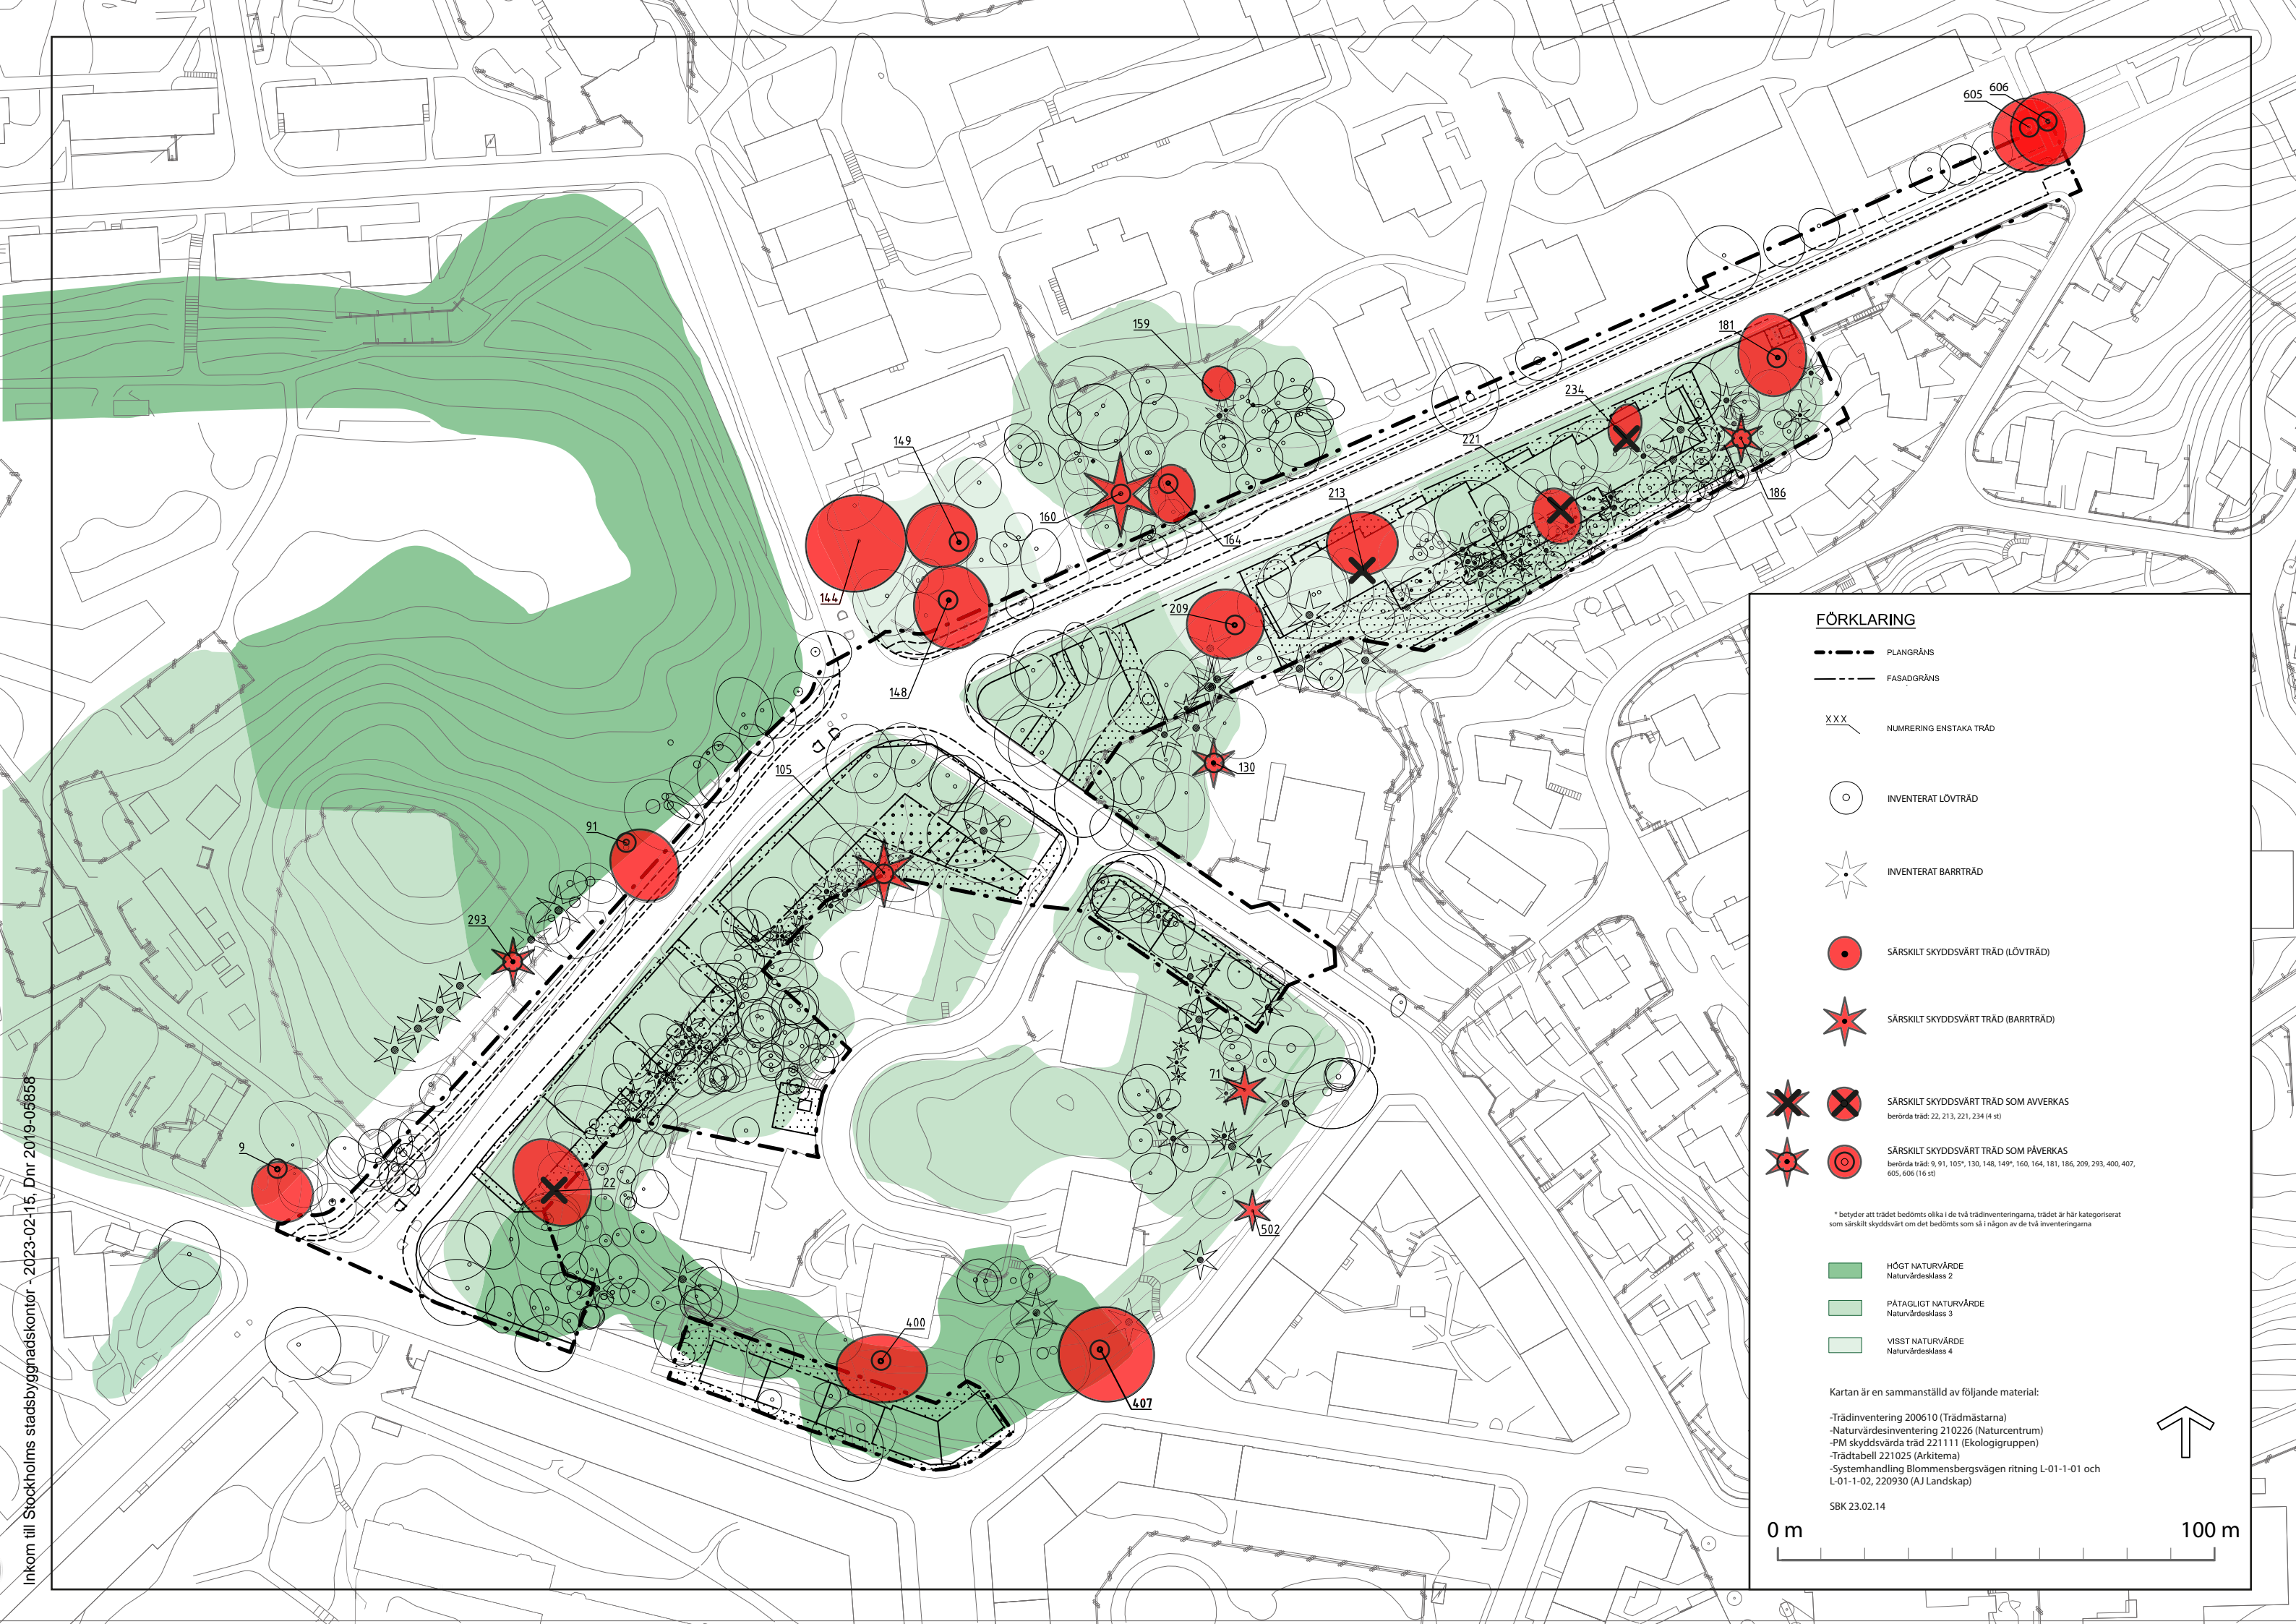 605
606
159
181
234
149
221
213
186
160
164
144
209
148
130
105
91
293
71
9
22
502
400
407
Inkom till Stockholms stadsbyggnadskontor - 2023-02-15, Dnr 2019-05858
FÖRKLARING
PLANGRÄNS
FASADGRÄNS
XXX
NUMRERING ENSTAKA TRÄD
INVENTERAT LÖVTRÄD
INVENTERAT BARRTRÄD
SÄRSKILT SKYDDSVÄRT TRÄD (LÖVTRÄD)
SÄRSKILT SKYDDSVÄRT TRÄD (BARRTRÄD)
SÄRSKILT SKYDDSVÄRT TRÄD SOM AVVERKAS
berörda träd: 22, 213, 221, 234 (4 st)
SÄRSKILT SKYDDSVÄRT TRÄD SOM PÅVERKAS
berörda träd: 9, 91, 105*, 130, 148, 149*, 160, 164, 181, 186, 209, 293, 400, 407,
605, 606 (16 st)
* betyder att trädet bedömts olika i de två trädinventeringarna, trädet är här kategoriserat
som särskilt skyddsvärt om det bedömts som så i någon av de två inventeringarna
HÖGT NATURVÄRDE
Naturvärdesklass 2
PÅTAGLIGT NATURVÄRDE
Naturvärdesklass 3
VISST NATURVÄRDE
Naturvärdesklass 4
Kartan är en sammanställd av följande material:
-Trädinventering 200610 (Trädmästarna)
-Naturvärdesinventering 210226 (Naturcentrum)
-PM skyddsvärda träd 221111 (Ekologigruppen)
-Trädtabell 221025 (Arkitema)
-Systemhandling Blommensbergsvägen ritning L-01-1-01 och
L-01-1-02, 220930 (AJ Landskap)
SBK 23.02.14
0 m
100 m